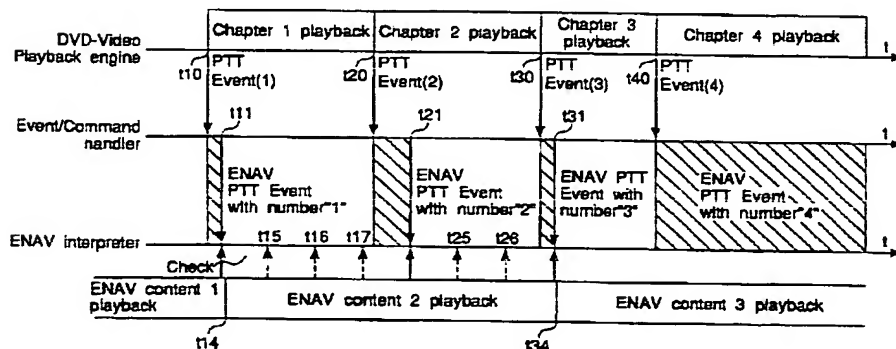 Chapter 1 playback
Chapter 2 playback
Chapter 3 playback
Chapter 4 playback
DVD-Video Playback engine
t
t10
PTT Event(1)
t20
PTT Event(2)
t30
PTT Event(3)
t40
PTT Event(4)
t11
t21
t31
Event/Command nandler
t
ENAV PTT Event with number"1"
ENAV PTT Event with number"2"
ENAV PTT Event with number"3"
ENAV PTT Event with number"4"
ENAV interpreter
t15
t16
t17
t25
t26
t
Check
ENAV content 1 playback
ENAV content 2 playback
ENAV content 3 playback
t14
t34